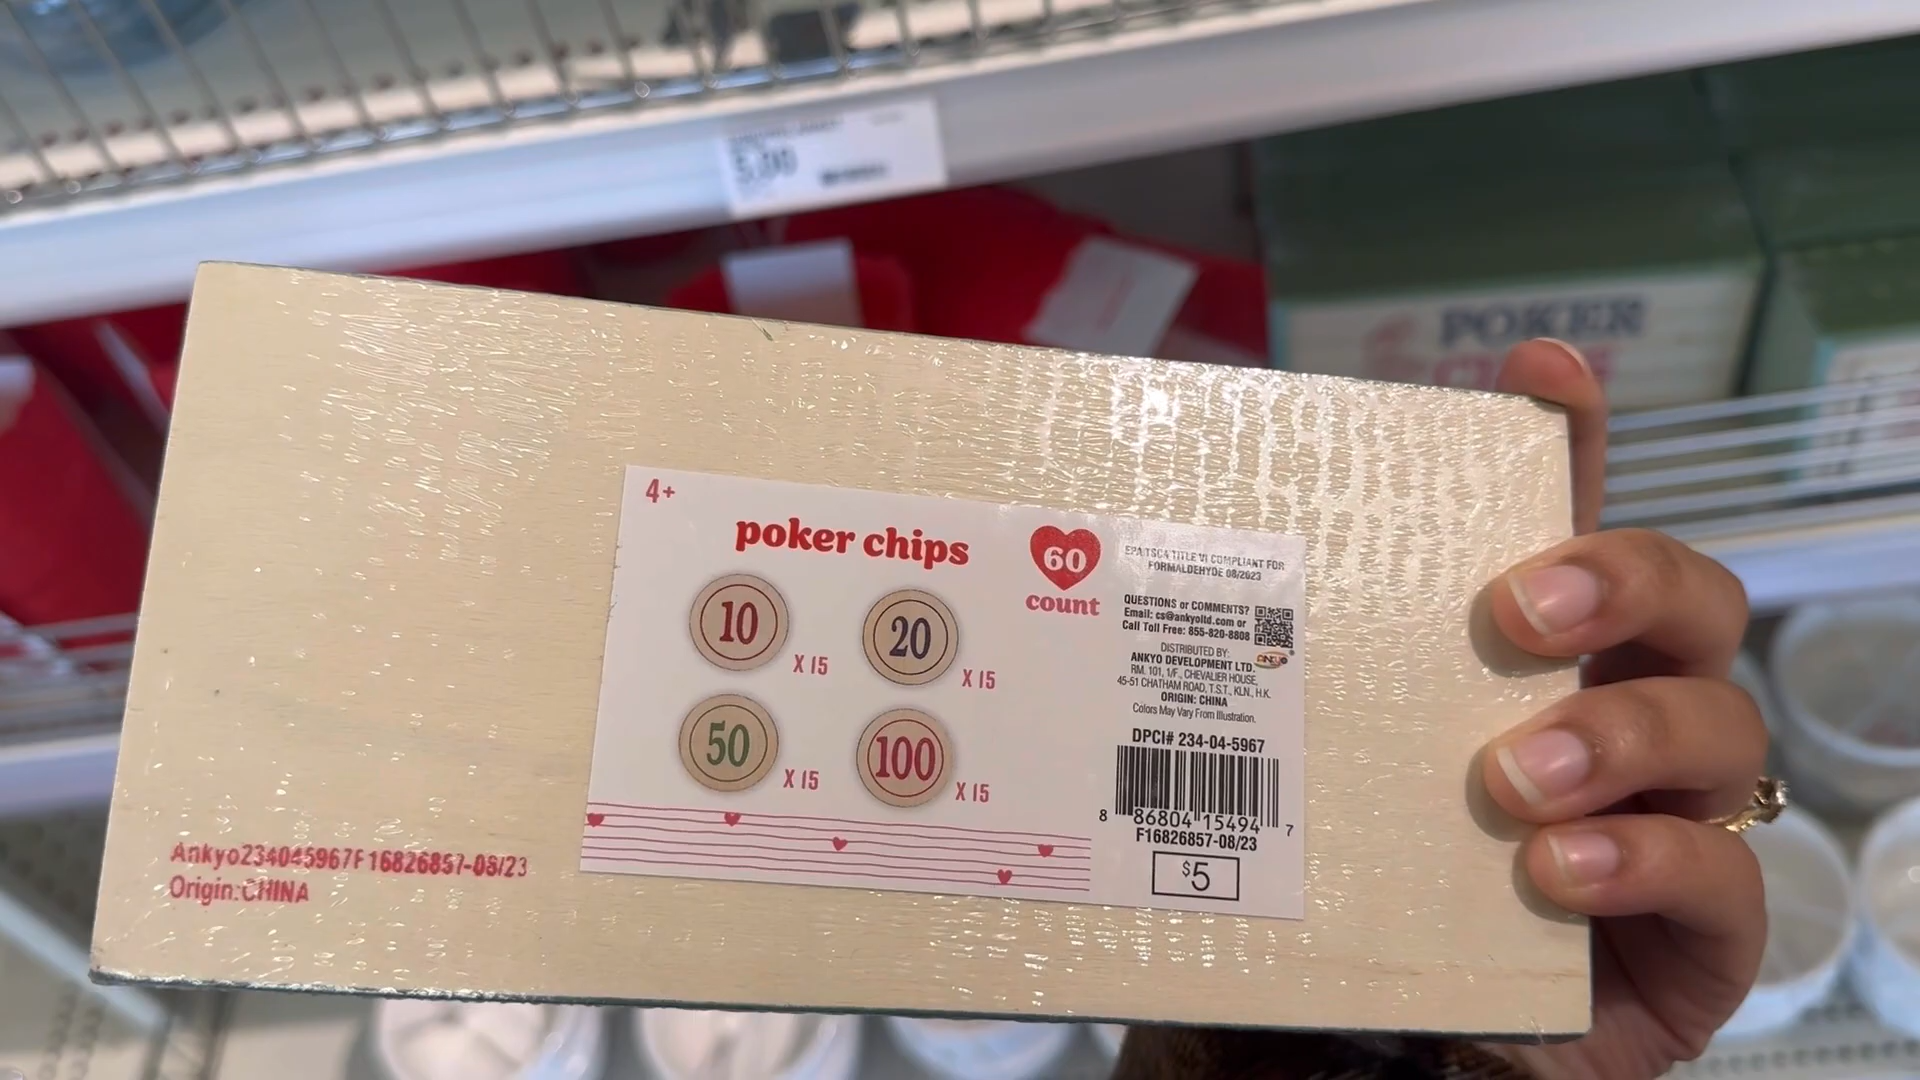 5.00
POKER
4+
poker chips
60
count
10
X 15
20
X 15
50
X 15
100
X 15
EPA TSCA TITLE VI COMPLIANT FOR
FORMALDEHYDE 08/2023
QUESTIONS or COMMENTS?
Email: cs@ankyoltd.com or
Call Toll Free: 855-820-8808
DISTRIBUTED BY:
ANKYO
ANKYO DEVELOPMENT LTD.
RM. 101, 1/F., CHEVALIER HOUSE,
45-51 CHATHAM ROAD, T.S.T., KLN., H.K.
ORIGIN: CHINA
Colors May Vary From Illustration.
DPCI# 234-04-5967
8 86804 15494 7
F16826857-08/23
$5
Ankyo234045967F16826857-08/23
Origin:CHINA